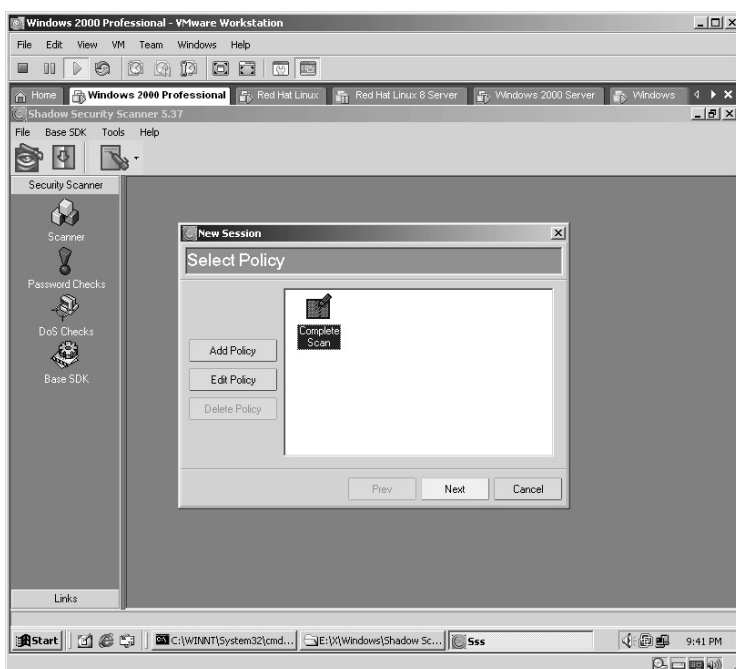 Windows 2000 Professional - VMware Workstation
File Edit View VM Team Windows Help
Home Windows 2000 Professional Red Hat Linux Red Hat Linux 8 Server Windows 2000 Server Windows
Shadow Security Scanner 5.37
File Base SDK Tools Help
Security Scanner
Scanner
Password Checks
DoS Checks
Base SDK
Links
New Session
Select Policy
Add Policy
Edit Policy
Delete Policy
Complete
Scan
Prev Next Cancel
Start C:\WINNT\System32\cmd... E:\X\Windows\Shadow Sc... Sss 9:41 PM